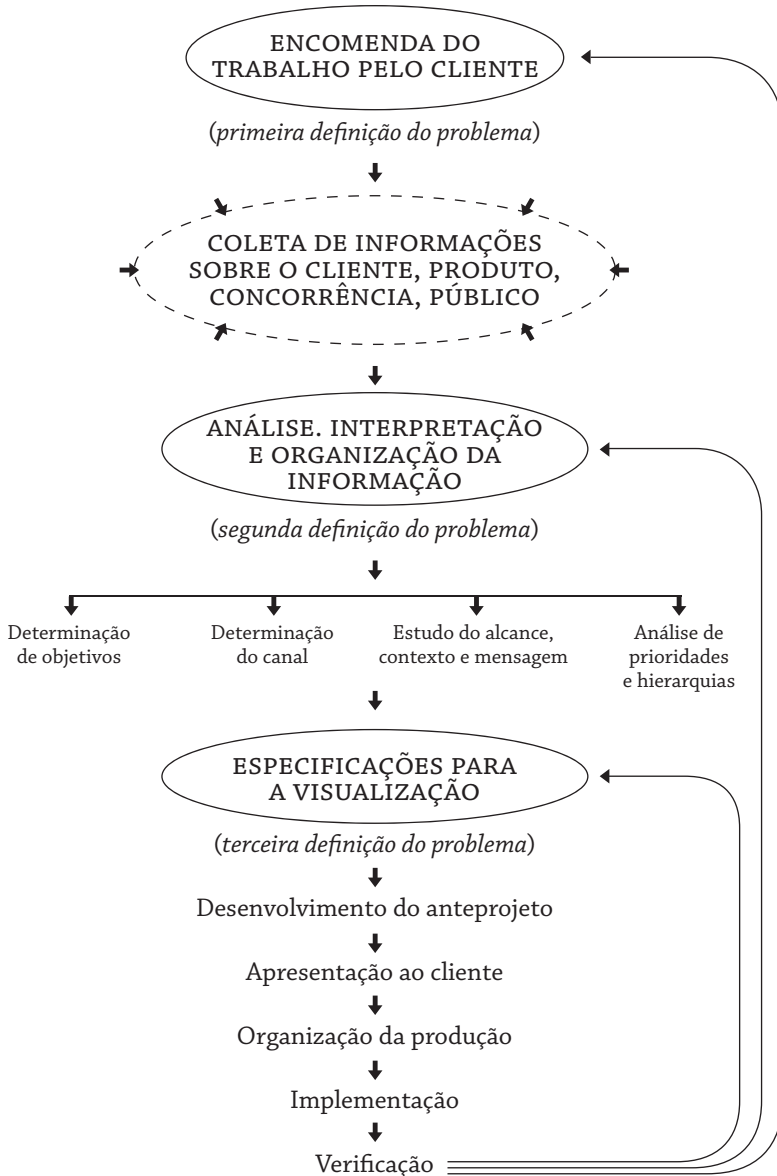 ENCOMENDA DO
TRABALHO PELO CLIENTE
(primeira definição do problema)
COLETA DE INFORMAÇÕES
SOBRE O CLIENTE, PRODUTO,
CONCORRÊNCIA, PÚBLICO
ANÁLISE. INTERPRETAÇÃO
E ORGANIZAÇÃO DA
INFORMAÇÃO
(segunda definição do problema)
Determinação
de objetivos
Determinação
do canal
Estudo do alcance,
contexto e mensagem
Análise de
prioridades
e hierarquias
ESPECIFICAÇÕES PARA
A VISUALIZAÇÃO
(terceira definição do problema)
Desenvolvimento do anteprojeto
Apresentação ao cliente
Organização da produção
Implementação
Verificação